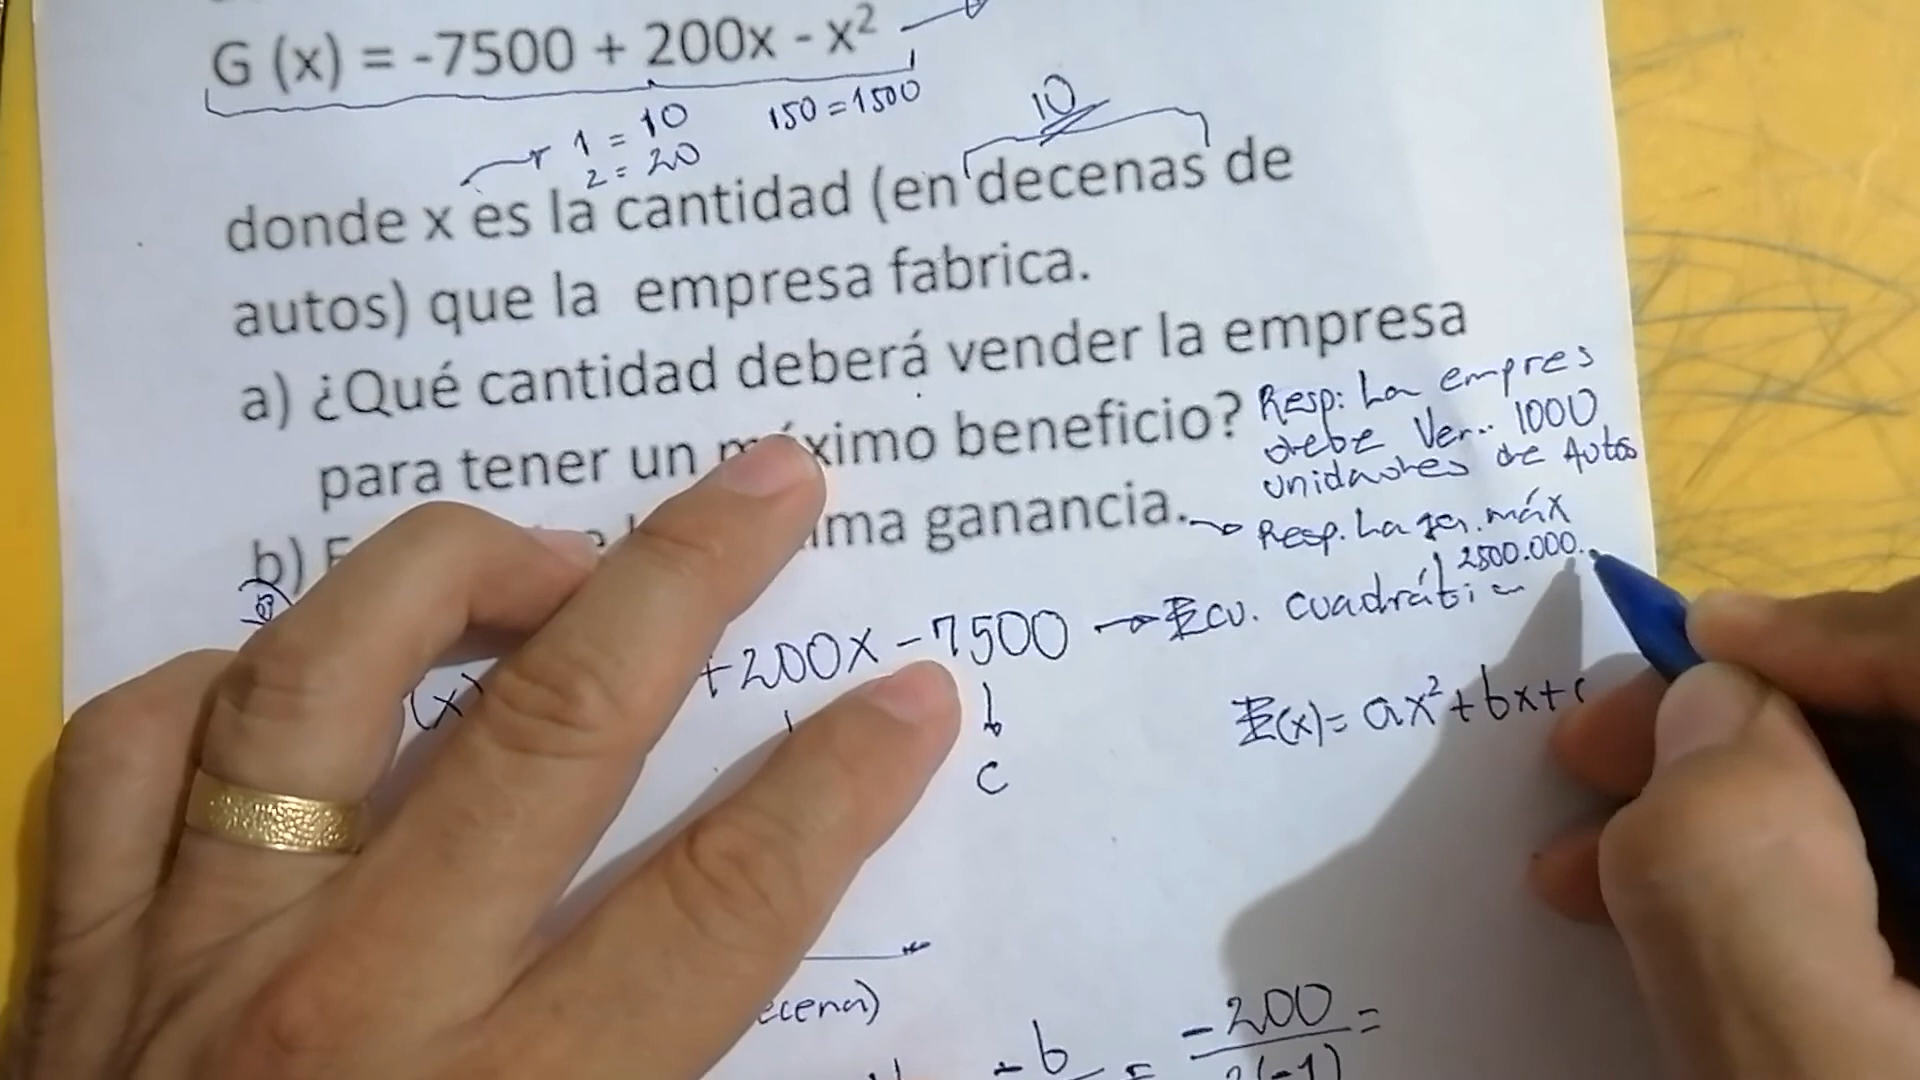 G (x) = -7500 + 200x - x²
1 = 10
2 = 20
150 = 1500
10
donde x es la cantidad (en decenas de
autos) que la empresa fabrica.
a) ¿Qué cantidad deberá vender la empresa
para tener un máximo beneficio?
Resp: La empres
debe Ver.. 1000
unidades de Autos
b) ima ganancia.
Resp. La gan. máx
2500.000.
(x) +200x - 7500 → Ecu. cuadráti
c
E(x) = ax² + bx + c
ecena)
-b = -200 =
2(-1)